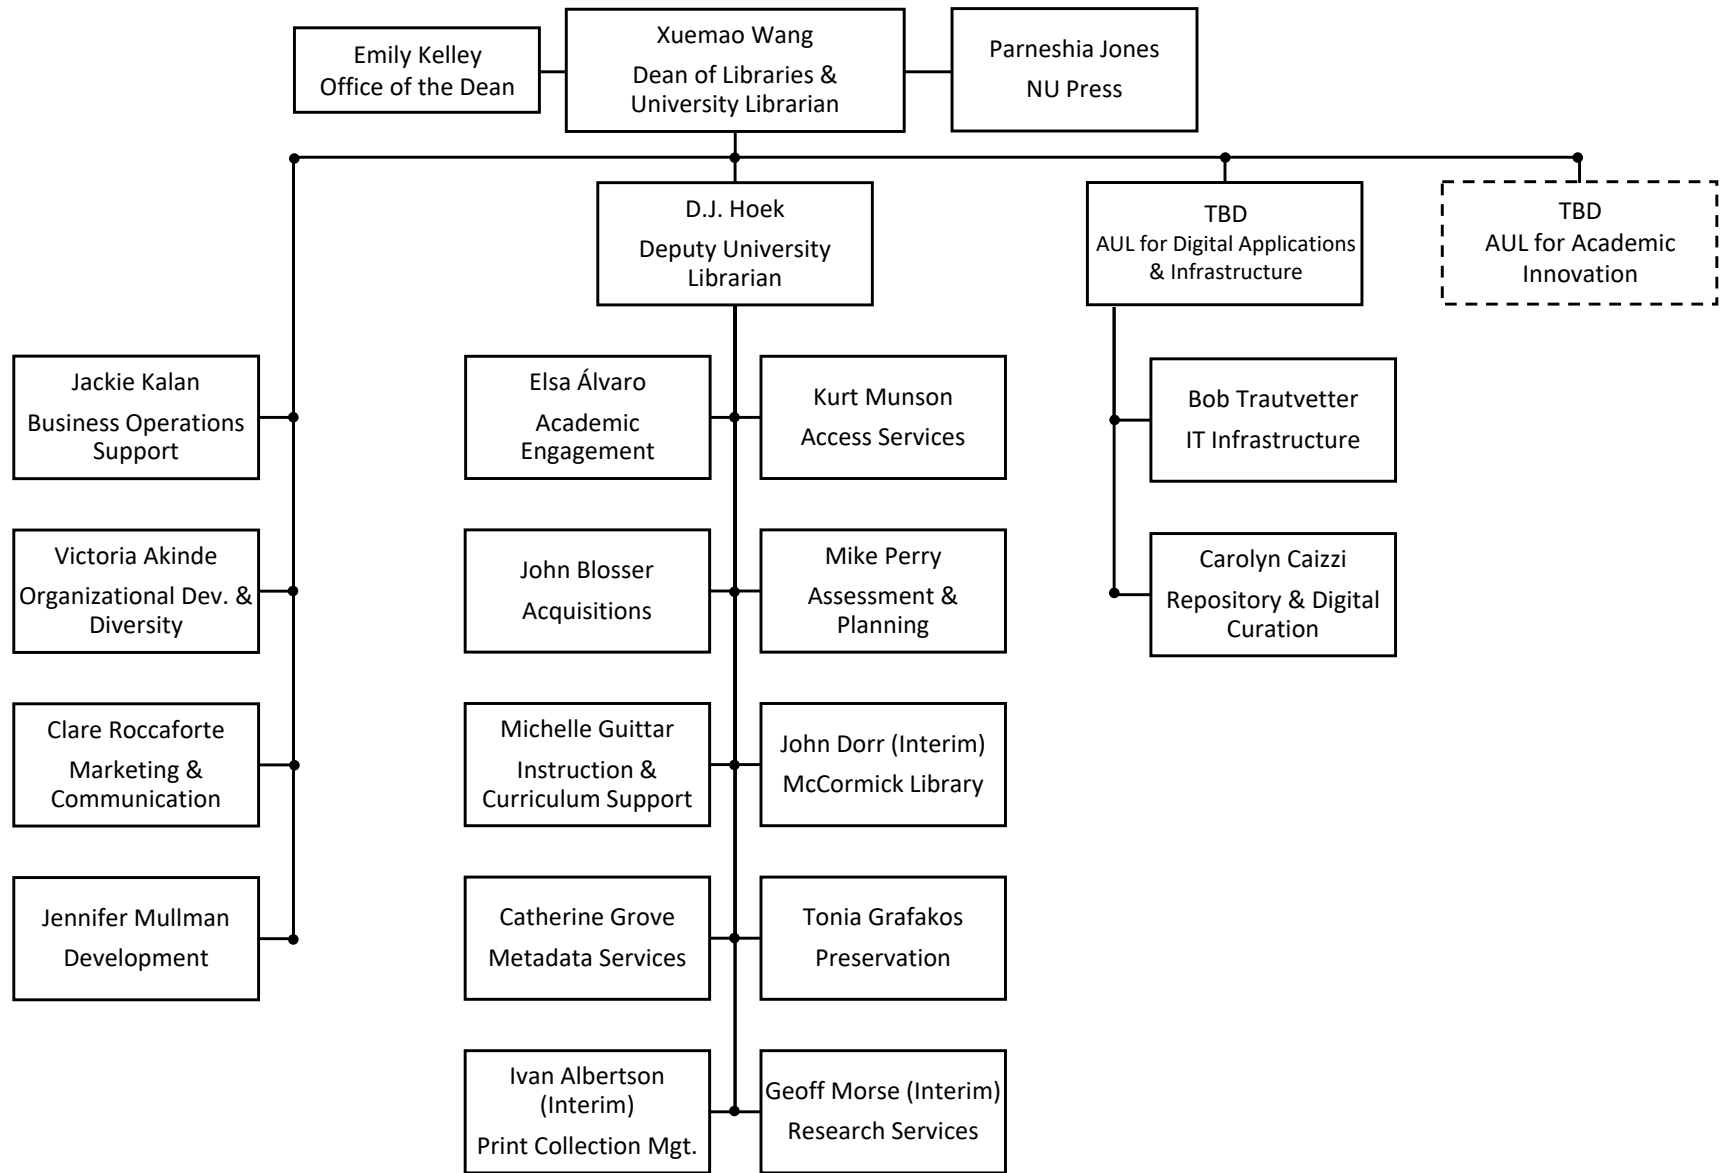 Emily Kelley
Office of the Dean
Xuemao Wang
Dean of Libraries &
University Librarian
Parneshia Jones
NU Press
D.J. Hoek
Deputy University
Librarian
TBD
AUL for Digital Applications
& Infrastructure
TBD
AUL for Academic
Innovation
Jackie Kalan
Business Operations
Support
Elsa Álvaro
Academic
Engagement
Kurt Munson
Access Services
Bob Trautvetter
IT Infrastructure
Victoria Akinde
Organizational Dev. &
Diversity
John Blosser
Acquisitions
Mike Perry
Assessment &
Planning
Carolyn Caizzi
Repository & Digital
Curation
Clare Roccaforte
Marketing &
Communication
Michelle Guittar
Instruction &
Curriculum Support
John Dorr (Interim)
McCormick Library
Jennifer Mullman
Development
Catherine Grove
Metadata Services
Tonia Grafakos
Preservation
Ivan Albertson
(Interim)
Print Collection Mgt.
Geoff Morse (Interim)
Research Services